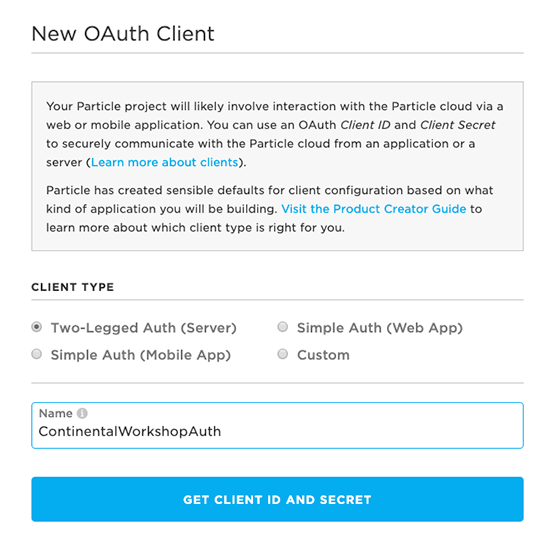 New OAuth Client
Your Particle project will likely involve interaction with the Particle cloud via a
web or mobile application. You can use an OAuth Client ID and Client Secret
to securely communicate with the Particle cloud from an application or a
server (Learn more about clients).
Particle has created sensible defaults for client configuration based on what
kind of application you will be building. Visit the Product Creator Guide to
learn more about which client type is right for you.
CLIENT TYPE
Two-Legged Auth (Server)
Simple Auth (Web App)
Simple Auth (Mobile App)
Custom
Name i
ContinentalWorkshopAuth
GET CLIENT ID AND SECRET